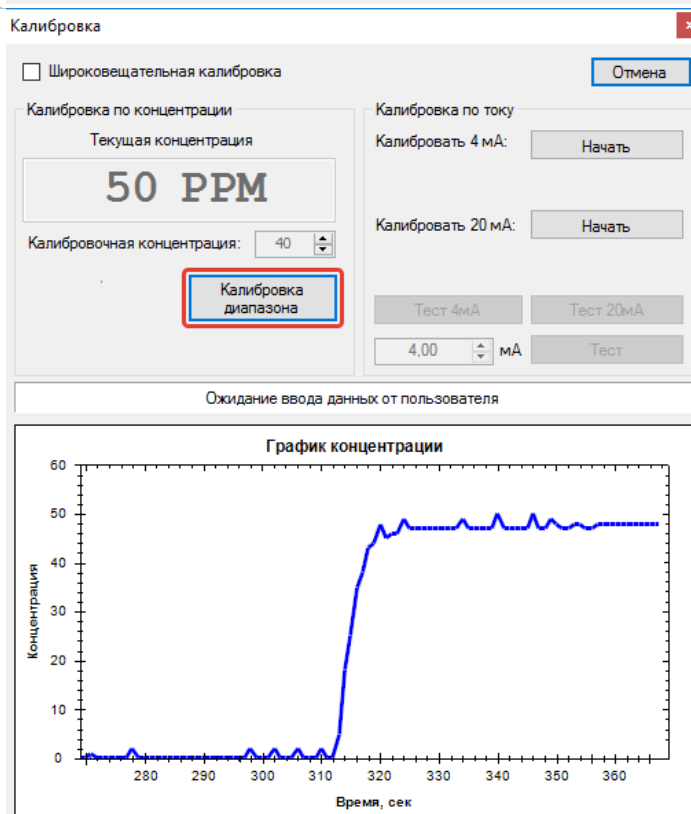 Калибровка
x
Широковещательная калибровка
Отмена
Калибровка по концентрации
Текущая концентрация
50 PPM
Калибровочная концентрация: 40
Калибровка
диапазона
Калибровка по току
Калибровать 4 мА: Начать
Калибровать 20 мА: Начать
Тест 4мА Тест 20мА
4,00 мА Тест
Ожидание ввода данных от пользователя
График концентрации
Концентрация
60
50
40
30
20
10
0
280 290 300 310 320 330 340 350 360
Время, сек